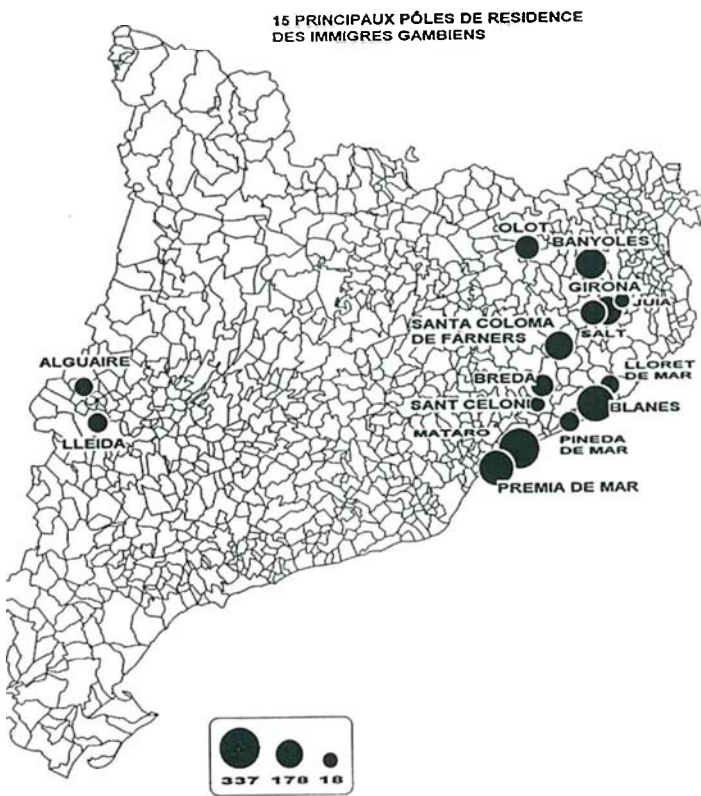 15 PRINCIPAUX PÔLES DE RESIDENCE
DES IMMIGRES GAMBIENS
OLOT
BANYOLES
GIRONA
JUIA
SALT
SANTA COLOMA
DE FARNERS
ALGUAIRE
LLEIDA
BREDA
LLORET
DE MAR
SANT CELONI
BLANES
MATARO
PINEDA
DE MAR
PREMIA DE MAR
337 178 18